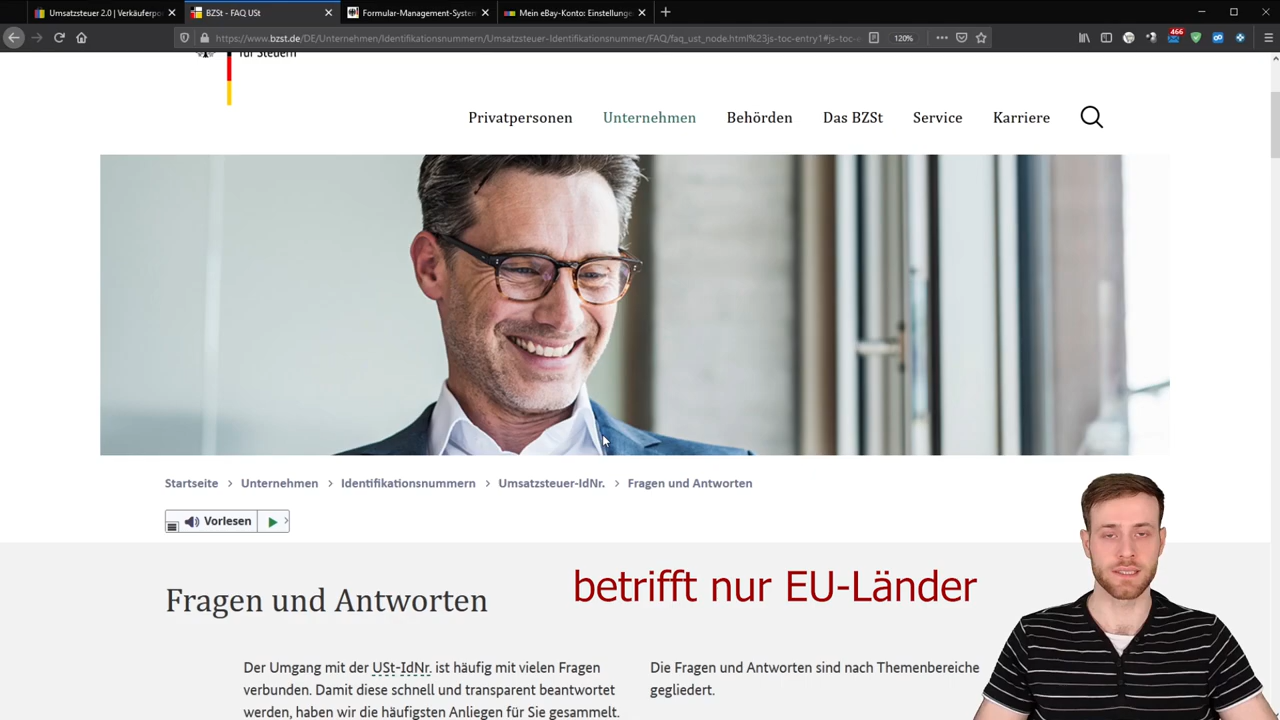 Umsatzsteuer 2.0 | Verkäuferpo
BZSt - FAQ USt
Formular-Management-System
Mein eBay-Konto: Einstellunge
https://www.bzst.de/DE/Unternehmen/Identifikationsnummern/Umsatzsteuer-Identifikationsnummer/FAQ/faq_ust_node.html%23js-toc-entry1#js-toc-
120%
466
für Steuern
Privatpersonen
Unternehmen
Behörden
Das BZSt
Service
Karriere
Startseite > Unternehmen > Identifikationsnummern > Umsatzsteuer-IdNr. > Fragen und Antworten
Vorlesen
Fragen und Antworten
betrifft nur EU-Länder
Der Umgang mit der USt-IdNr. ist häufig mit vielen Fragen
verbunden. Damit diese schnell und transparent beantwortet
werden, haben wir die häufigsten Anliegen für Sie gesammelt.
Die Fragen und Antworten sind nach Themenbereiche
gegliedert.